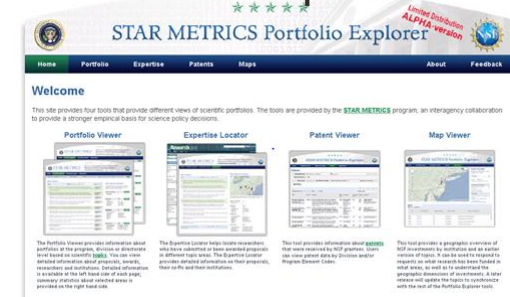 STAR METRICS Portfolio Explorer
Limited Distribution
ALPHA-version
Home Portfolio Expertise Patents Maps About Feedback
Welcome
This site provides four tools that provide different views of scientific portfolios. The tools are provided by the STAR METRICS program, an interagency collaboration
to provide a stronger empirical basis for science policy decisions.
Portfolio Viewer
The Portfolio Viewer provides information about
portfolios at the program, division or directorate
level based on scientific topics. You can view
detailed information about proposals, awards,
researchers and institutions. Detailed information
is available at the left hand side of each page;
summary statistics about selected areas is
provided on the right hand side.
Expertise Locator
The Expertise Locator helps locate researchers
who have submitted or been awarded proposals
in different topic areas. The Expertise Locator
provides detailed information on their proposals,
their co-PIs and their institutions.
Patent Viewer
This tool provides information about patents
that were received by NSF grantees. Users
can view patent data by Division and/or
Program Element Codes.
Map Viewer
This tool provides a geographic overview of
NSF investments by institution and an earlier
version of topics. It can be used to respond to
requests on what research has been funded in
what areas, as well as to understand the
geographic dimensions of investments. A later
release will update the topics to synchronize
with the rest of the Portfolio Explorer tools.